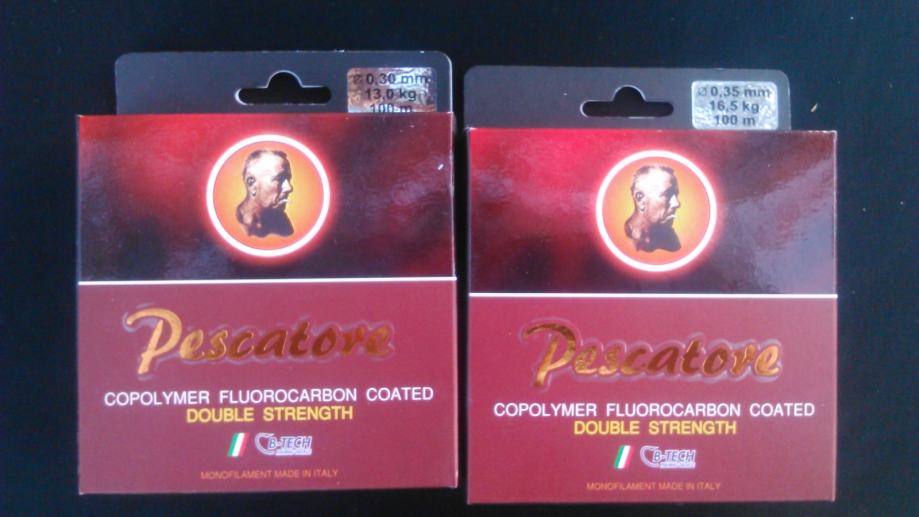 Ø 0,30 mm
13,0 kg
100 m
Pescatore
COPOLYMER FLUOROCARBON COATED
DOUBLE STRENGTH
B-TECH
MONOFILAMENT MADE IN ITALY
Ø 0,35 mm
16,5 kg
100 m
Pescatore
COPOLYMER FLUOROCARBON COATED
DOUBLE STRENGTH
B-TECH
MONOFILAMENT MADE IN ITALY